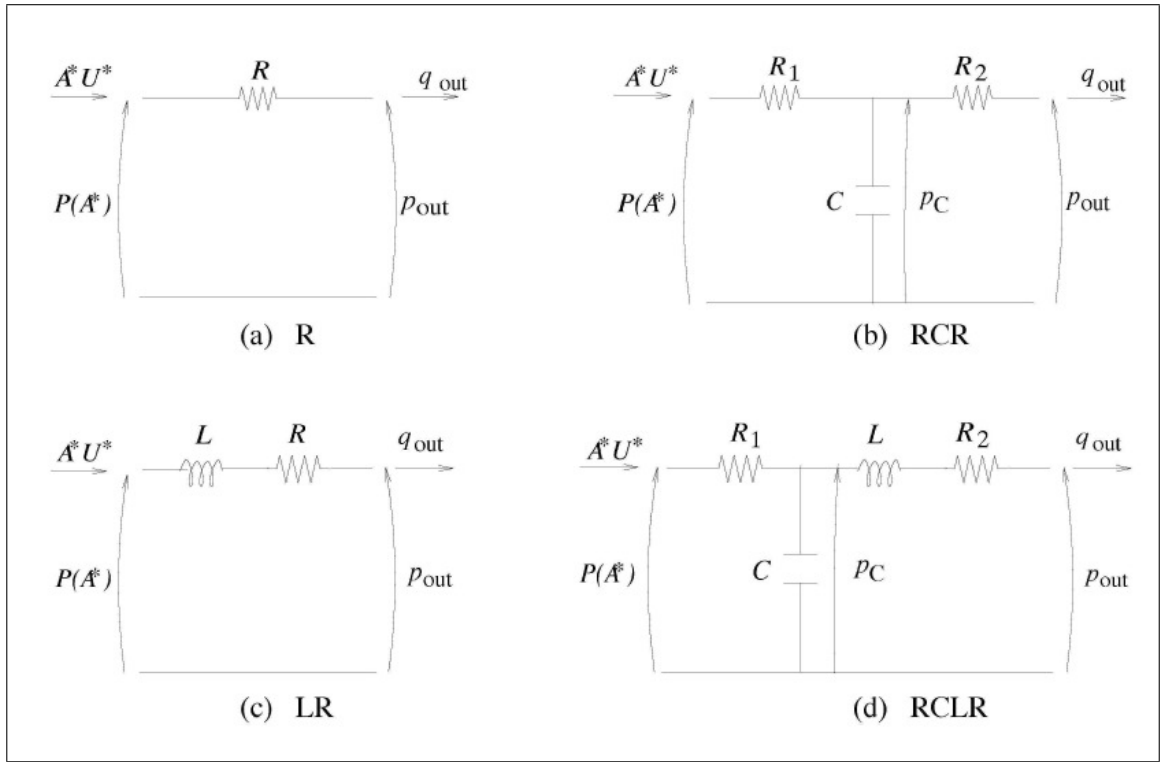 A*U*
R
q out
P(A*)
p out
(a) R
A*U*
R1
R2
q out
P(A*)
C
pC
p out
(b) RCR
A*U*
L
R
q out
P(A*)
p out
(c) LR
A*U*
R1
L
R2
q out
P(A*)
C
pC
p out
(d) RCLR